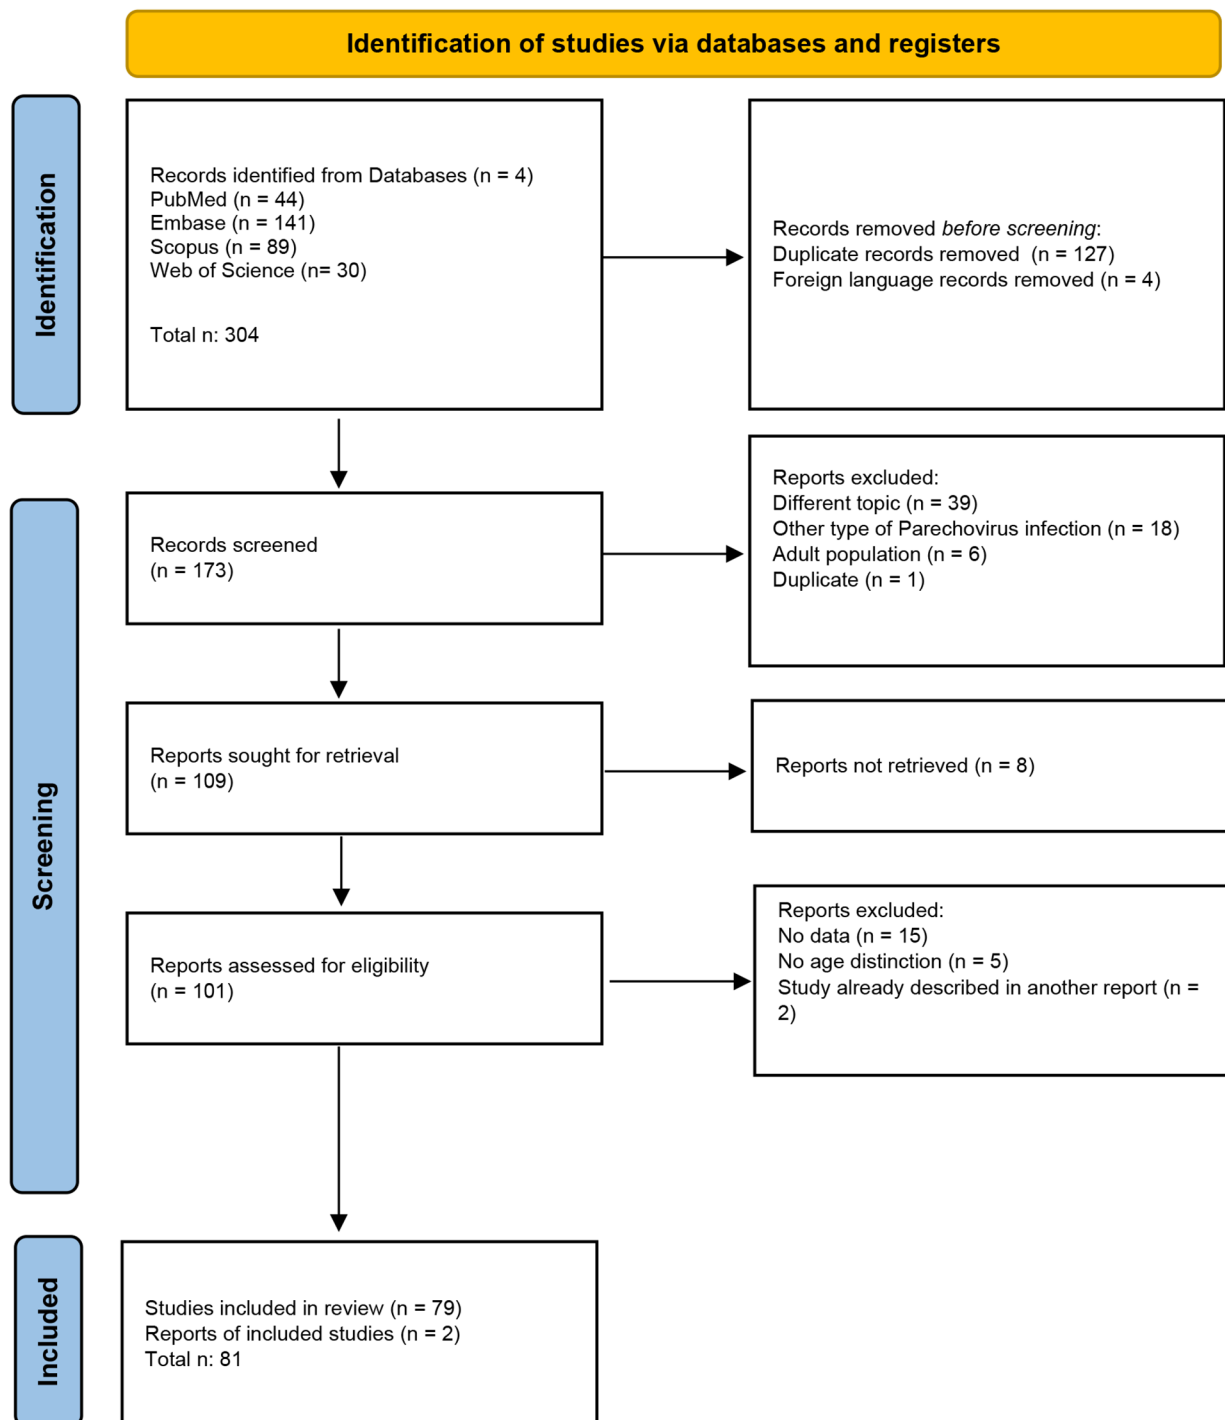 Identification of studies via databases and registers
Identification
Records identified from Databases (n = 4)
PubMed (n = 44)
Embase (n = 141)
Scopus (n = 89)
Web of Science (n= 30)
Total n: 304
Records removed before screening:
Duplicate records removed  (n = 127)
Foreign language records removed (n = 4)
Screening
Records screened
(n = 173)
Reports excluded:
Different topic (n = 39)
Other type of Parechovirus infection (n = 18)
Adult population (n = 6)
Duplicate (n = 1)
Reports sought for retrieval
(n = 109)
Reports not retrieved (n = 8)
Reports assessed for eligibility
(n = 101)
Reports excluded:
No data (n = 15)
No age distinction (n = 5)
Study already described in another report (n =
2)
Included
Studies included in review (n = 79)
Reports of included studies (n = 2)
Total n: 81